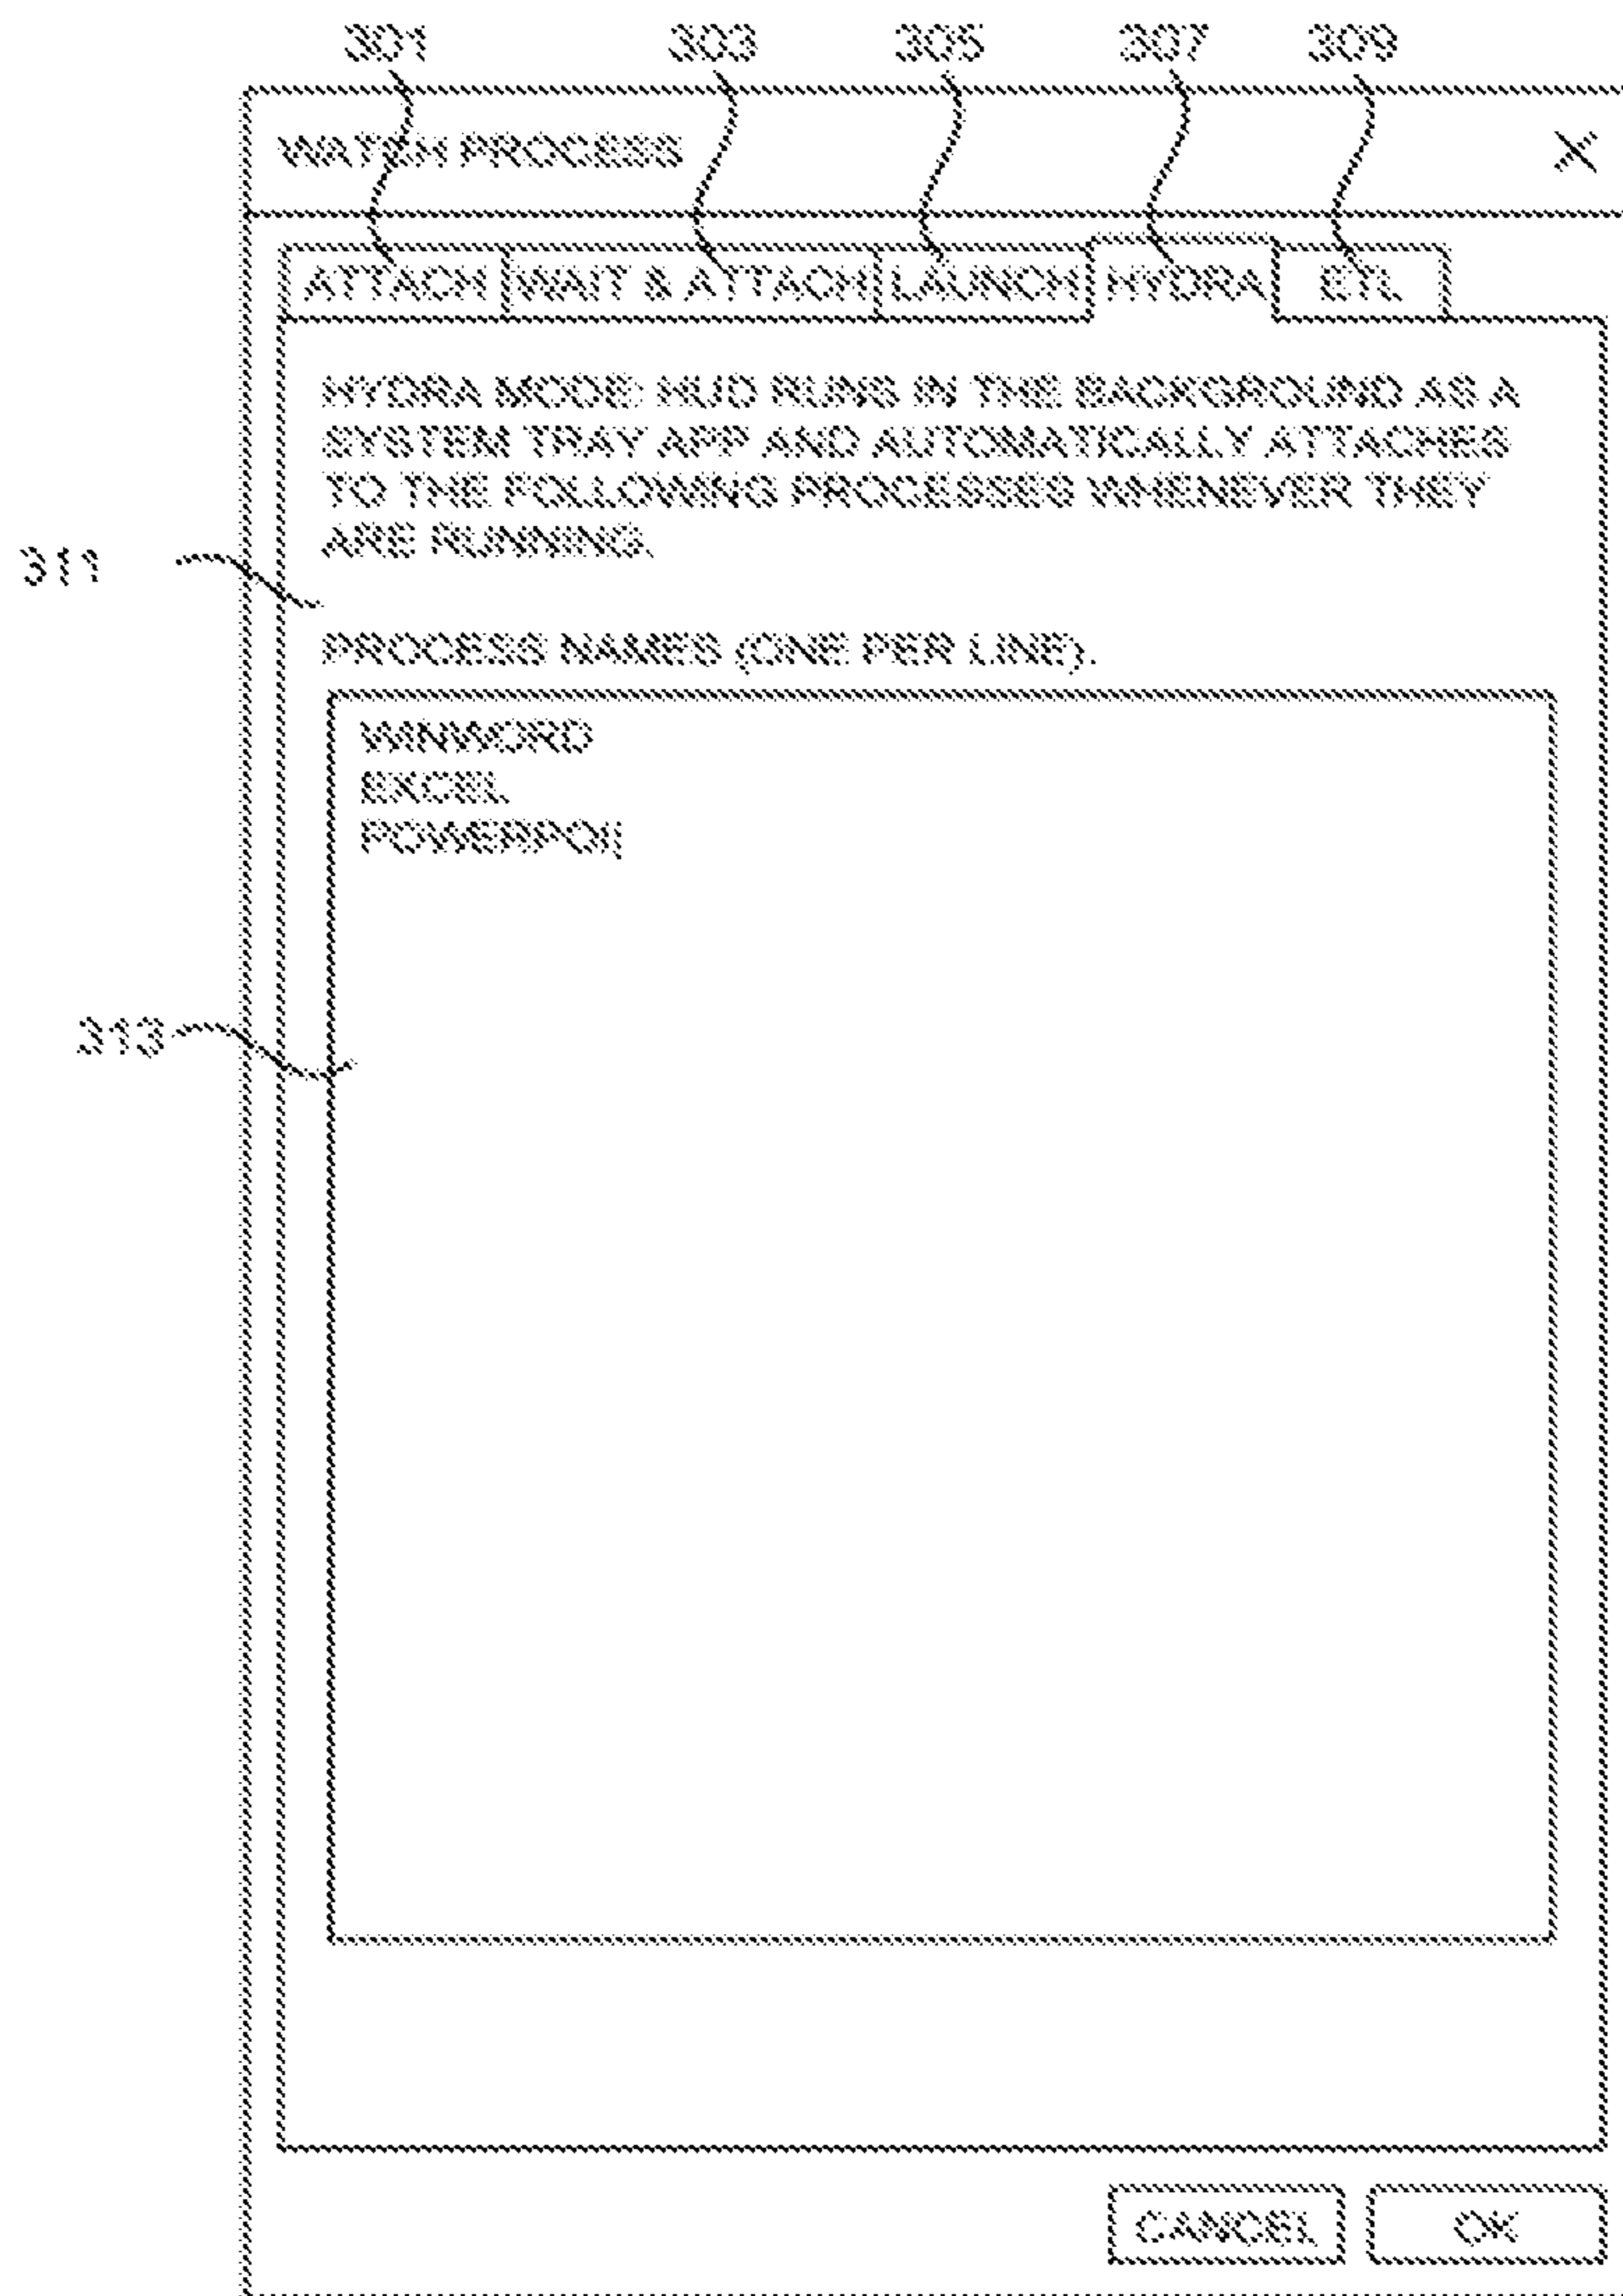 301 303 305 307 309
WATCH PROCESS X
ATTACH WAIT & ATTACH LAUNCH HYDRA ETL
HYDRA MODE: HUD RUNS IN THE BACKGROUND AS A
SYSTEM TRAY APP AND AUTOMATICALLY ATTACHES
TO THE FOLLOWING PROCESSES WHENEVER THEY
ARE RUNNING.
311
PROCESS NAMES (ONE PER LINE).
WINWORD
EXCEL
POWERPOI|
313
CANCEL OK